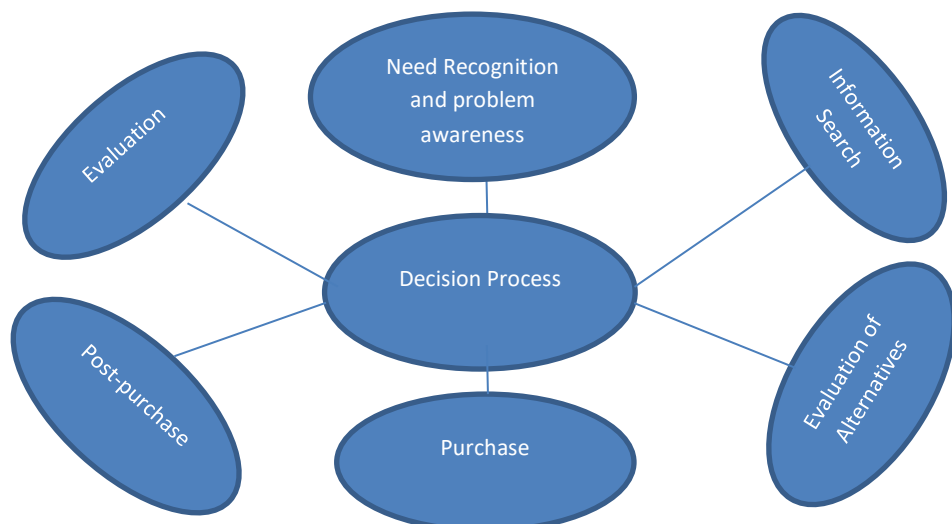 Need Recognition
and problem
awareness
Information
Search
Evaluation
Decision Process
Evaluation of
Alternatives
Post-purchase
Purchase